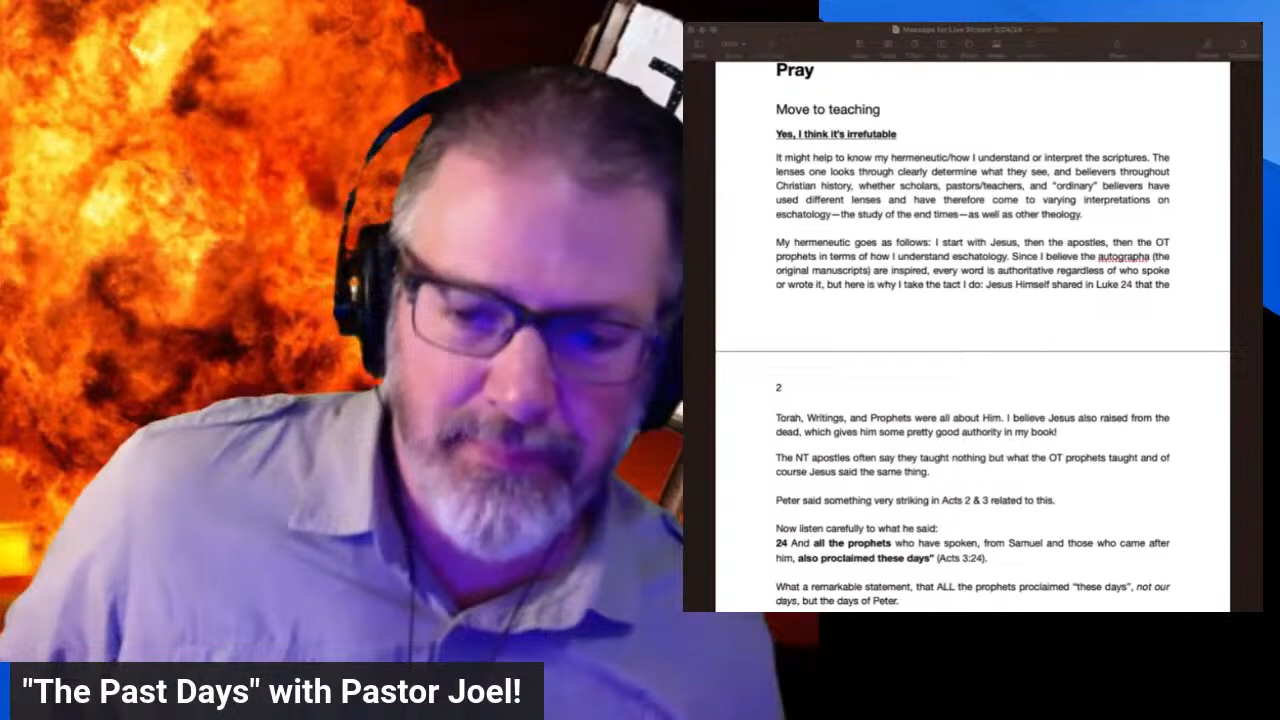 Message for Live Stream 3/24/24
Pray
Move to teaching
Yes, I think it's irrefutable
It might help to know my hermeneutic/how I understand or interpret the scriptures. The
lenses one looks through clearly determine what they see, and believers throughout
Christian history, whether scholars, pastors/teachers, and “ordinary” believers have
used different lenses and have therefore come to varying interpretations on
eschatology—the study of the end times—as well as other theology.
My hermeneutic goes as follows: I start with Jesus, then the apostles, then the OT
prophets in terms of how I understand eschatology. Since I believe the autographa (the
original manuscripts) are inspired, every word is authoritative regardless of who spoke
or wrote it, but here is why I take the tact I do: Jesus Himself shared in Luke 24 that the
2
Torah, Writings, and Prophets were all about Him. I believe Jesus also raised from the
dead, which gives him some pretty good authority in my book!
The NT apostles often say they taught nothing but what the OT prophets taught and of
course Jesus said the same thing.
Peter said something very striking in Acts 2 & 3 related to this.
Now listen carefully to what he said:
24 And all the prophets who have spoken, from Samuel and those who came after
him, also proclaimed these days” (Acts 3:24).
What a remarkable statement, that ALL the prophets proclaimed “these days”, not our
days, but the days of Peter.
"The Past Days" with Pastor Joel!